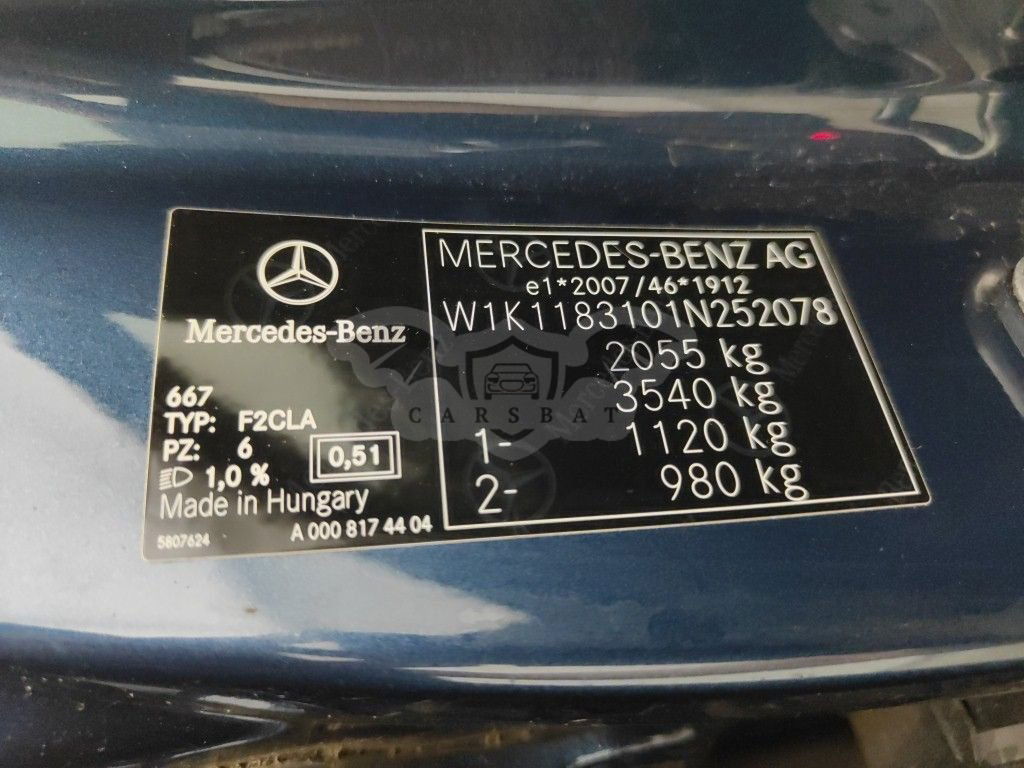 Mercedes-Benz
667
TYP: F2CLA
PZ: 6
0,51
1,0 %
Made in Hungary
5807624
A 000 817 44 04
MERCEDES-BENZ AG
e1*2007/46*1912
W1K1183101N252078
2055 kg
3540 kg
1- 1120 kg
2- 980 kg
CARSBAT